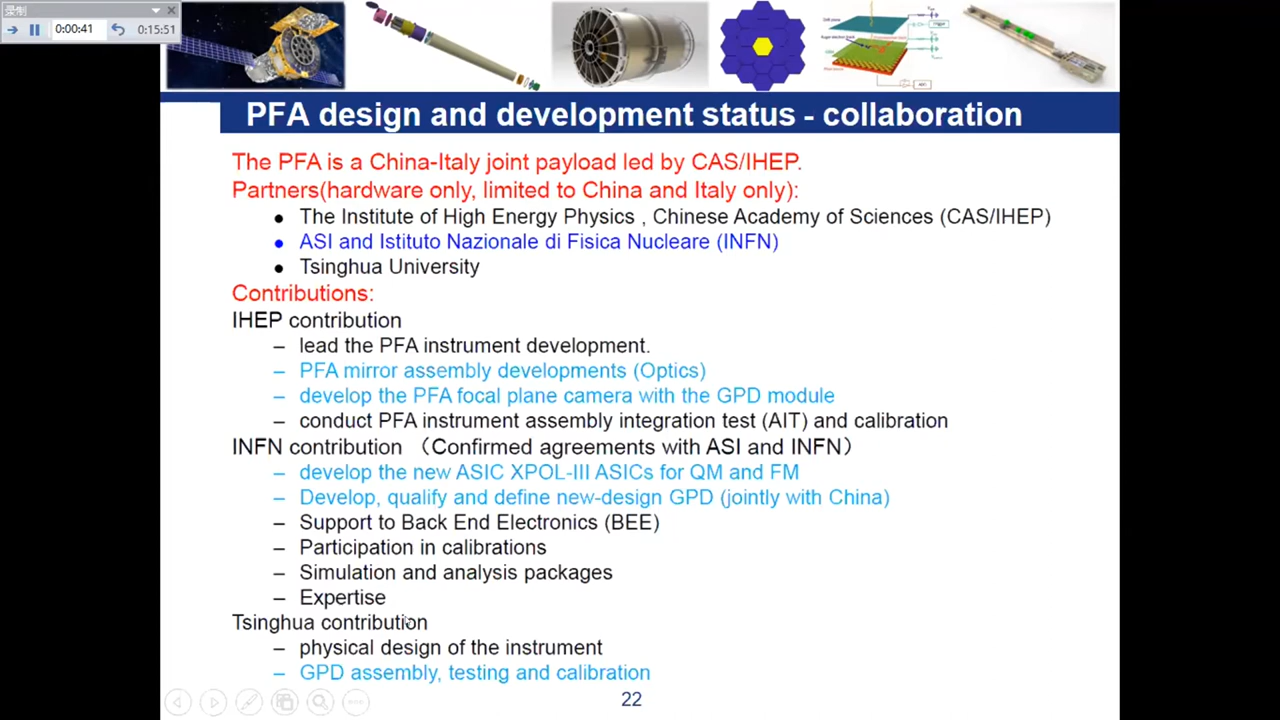 录制
0:00:41
0:15:51
PFA design and development status - collaboration
The PFA is a China-Italy joint payload led by CAS/IHEP.
Partners(hardware only, limited to China and Italy only):
● The Institute of High Energy Physics , Chinese Academy of Sciences (CAS/IHEP)
● ASI and Istituto Nazionale di Fisica Nucleare (INFN)
● Tsinghua University
Contributions:
IHEP contribution
– lead the PFA instrument development.
– PFA mirror assembly developments (Optics)
– develop the PFA focal plane camera with the GPD module
– conduct PFA instrument assembly integration test (AIT) and calibration
INFN contribution （Confirmed agreements with ASI and INFN）
– develop the new ASIC XPOL-III ASICs for QM and FM
– Develop, qualify and define new-design GPD (jointly with China)
– Support to Back End Electronics (BEE)
– Participation in calibrations
– Simulation and analysis packages
– Expertise
Tsinghua contribution
– physical design of the instrument
– GPD assembly, testing and calibration
22